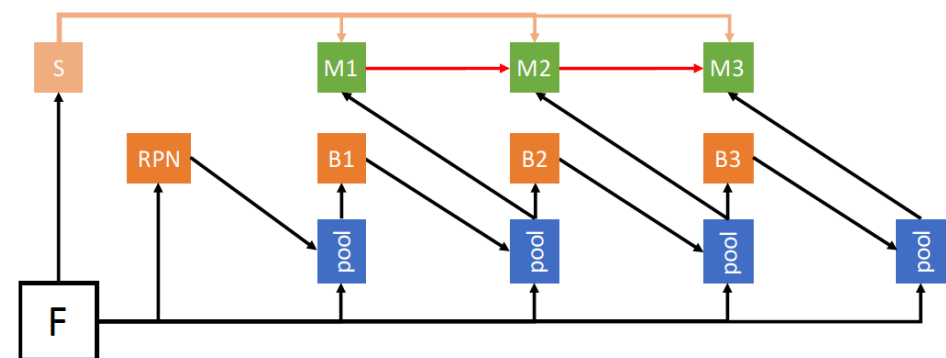 S
M1 M2 M3
RPN B1 B2 B3
pool pool pool pool
F